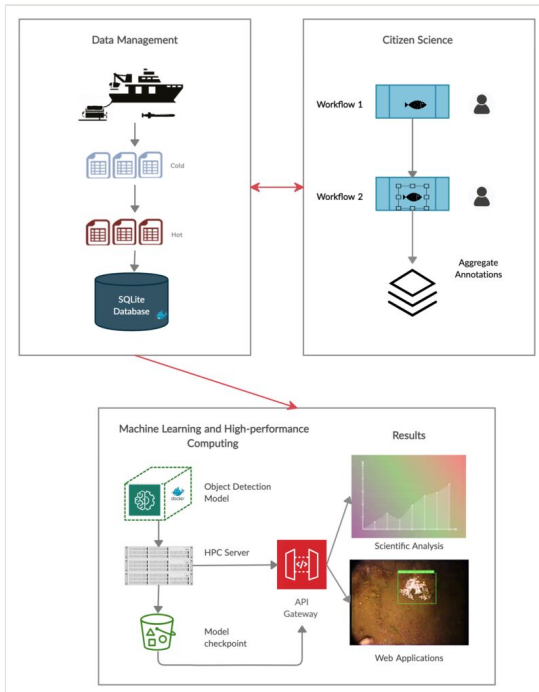 Data Management
Cold
Hot
SQLite
Database
Citizen Science
Workflow 1
Workflow 2
Aggregate
Annotations
Machine Learning and High-performance
Computing
Object Detection
Model
docker
HPC Server
Model
checkpoint
API
Gateway
Results
Scientific Analysis
Web Applications